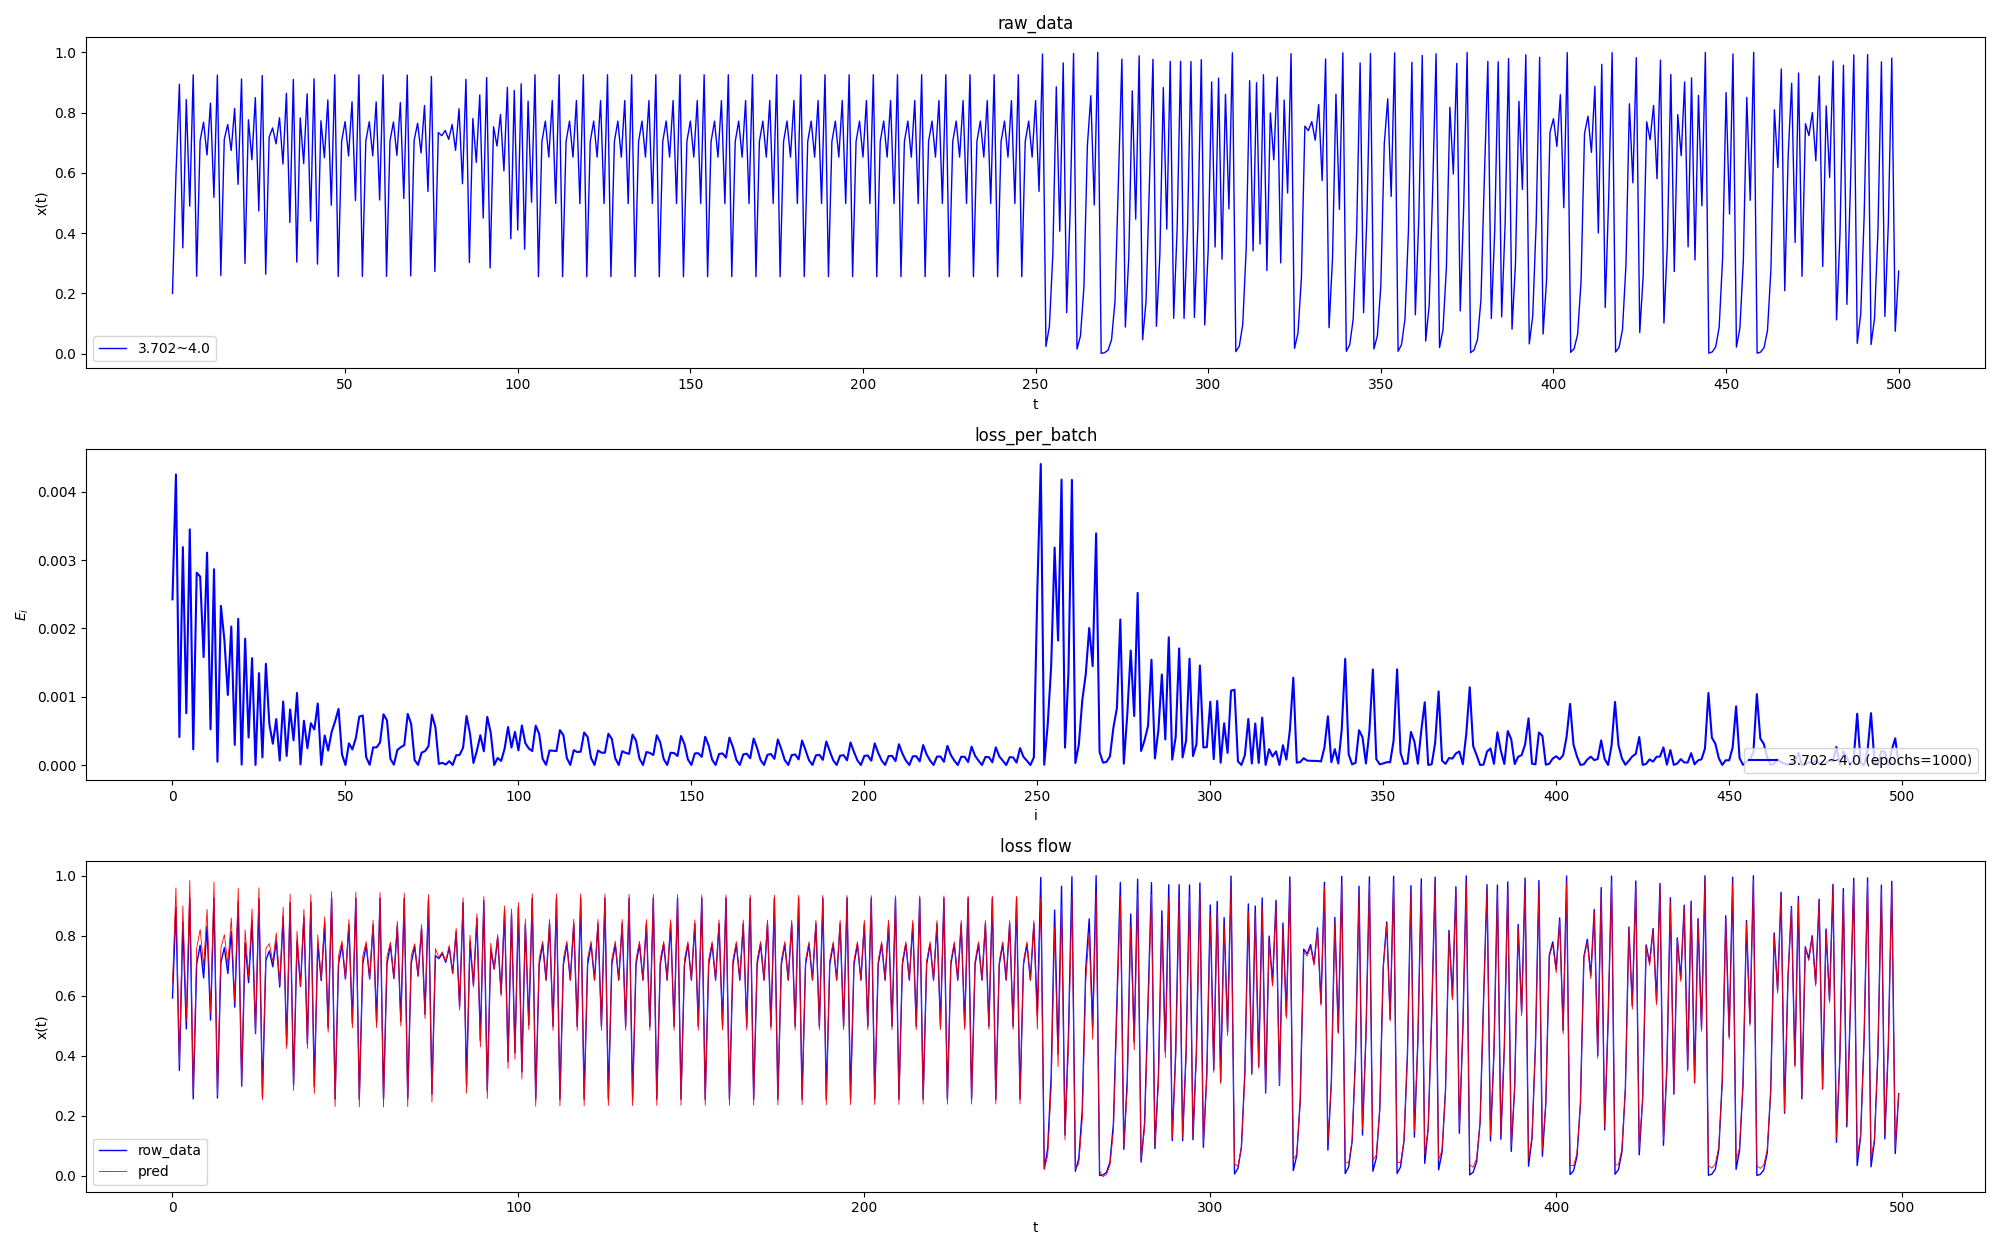 raw_data
1.0
0.8
0.6
0.4
0.2
0.0
x(t)
3.702~4.0
50 100 150 200 250 300 350 400 450 500
t
loss_per_batch
0.004
0.003
0.002
0.001
0.000
E_i
3.702~4.0 (epochs=1000)
0 50 100 150 200 250 300 350 400 450 500
i
loss flow
1.0
0.8
0.6
0.4
0.2
0.0
x(t)
row_data
pred
0 100 200 300 400 500
t